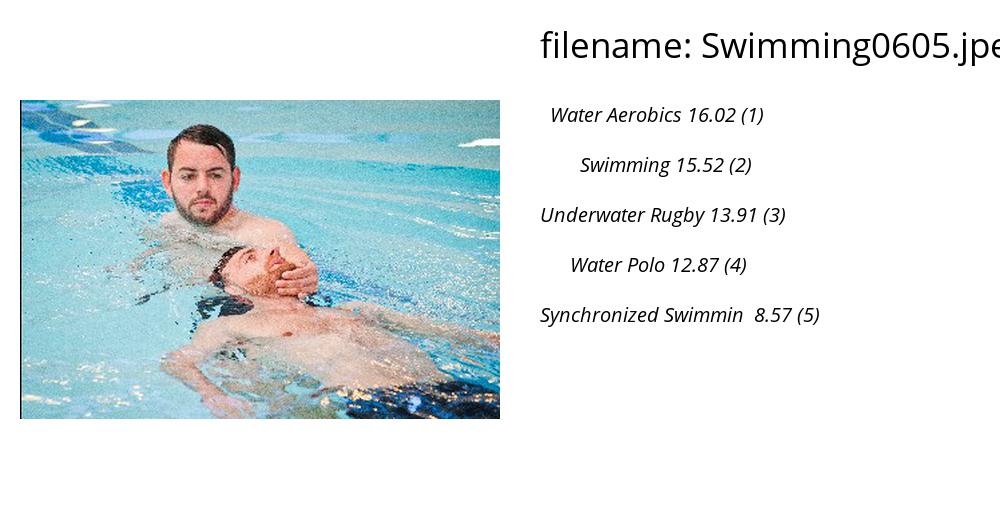 filename: Swimming0605.jpe
Water Aerobics 16.02 (1)
Swimming 15.52 (2)
Underwater Rugby 13.91 (3)
Water Polo 12.87 (4)
Synchronized Swimmin 8.57 (5)